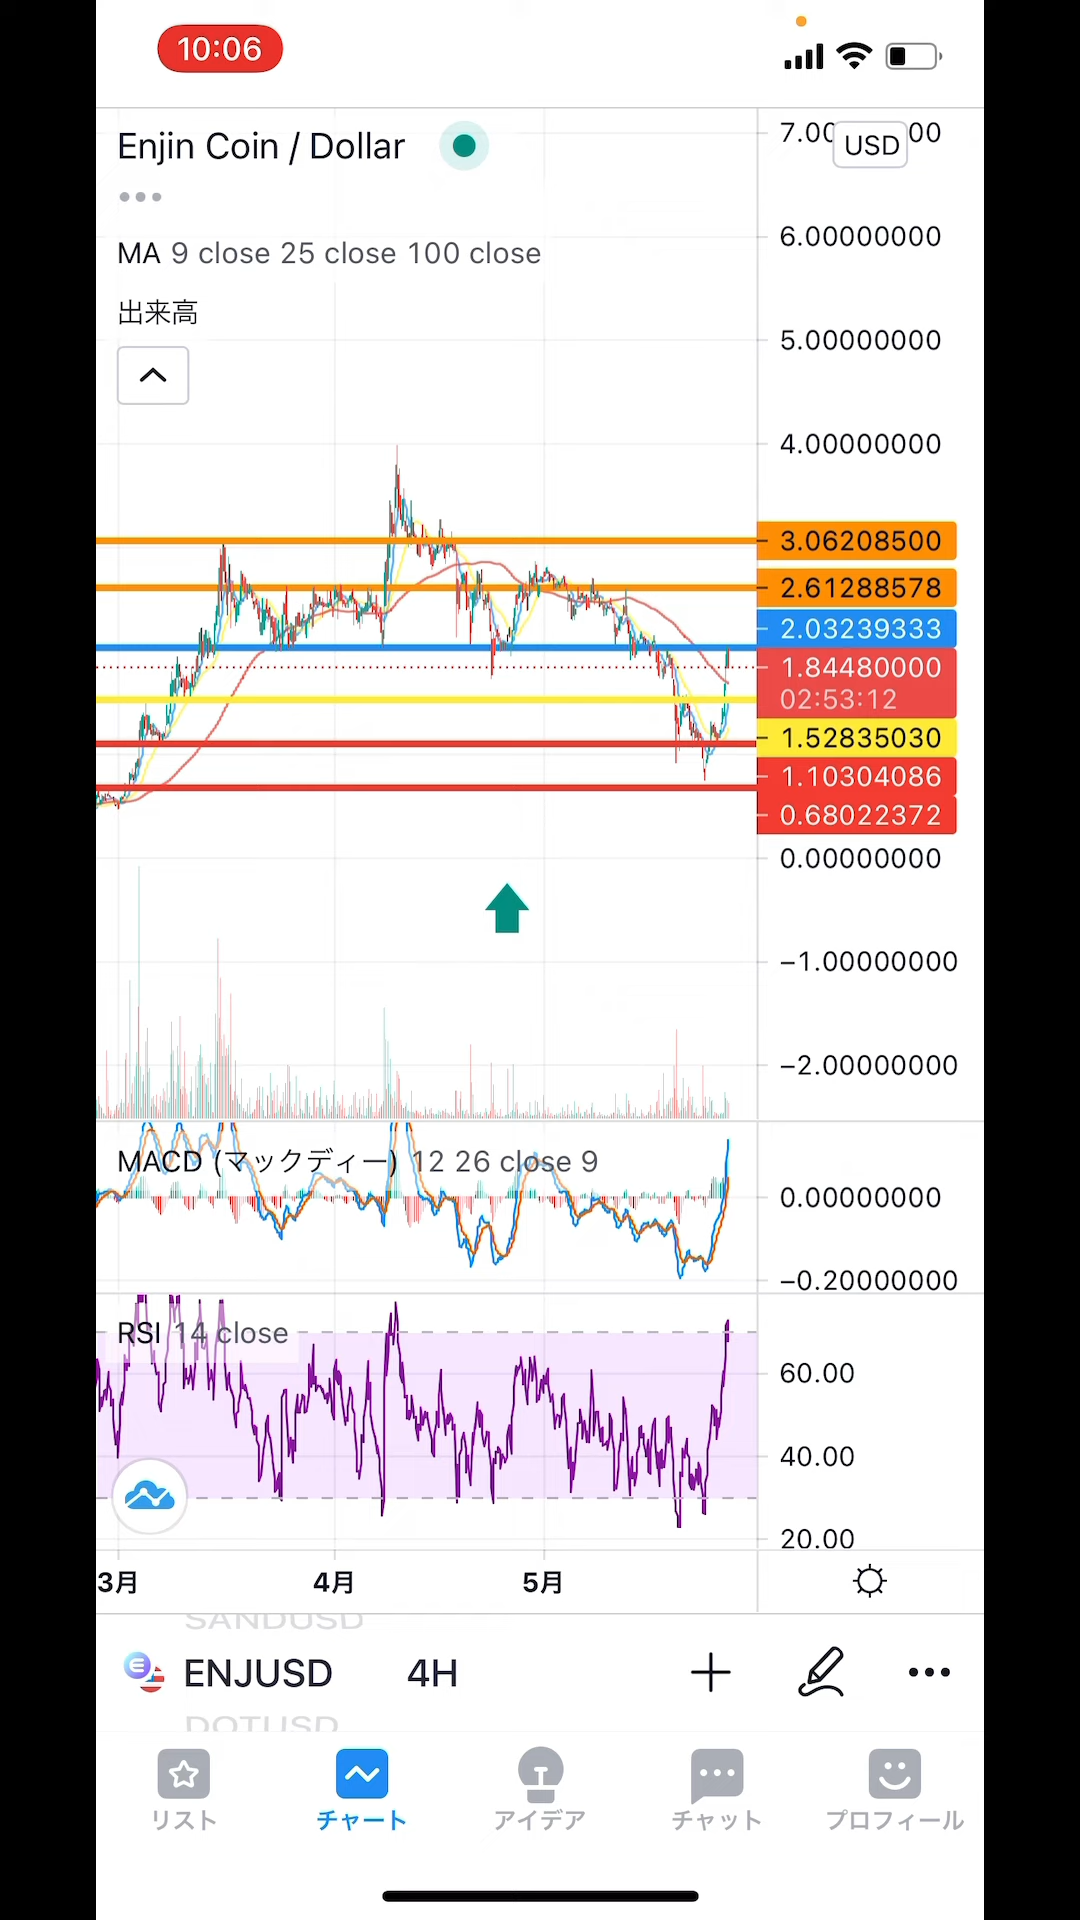 10:06
Enjin Coin / Dollar
USD
MA 9 close 25 close 100 close
出来高
6.00000000
5.00000000
4.00000000
3.06208500
2.61288578
2.03239333
1.84480000
02:53:12
1.52835030
1.10304086
0.68022372
0.00000000
−1.00000000
−2.00000000
MACD (マックディー) 12 26 close 9
0.00000000
−0.20000000
RSI 14 close
60.00
40.00
20.00
3月 4月 5月
SANDUSD
ENJUSD 4H
DOTUSD
リスト チャート アイデア チャット プロフィール